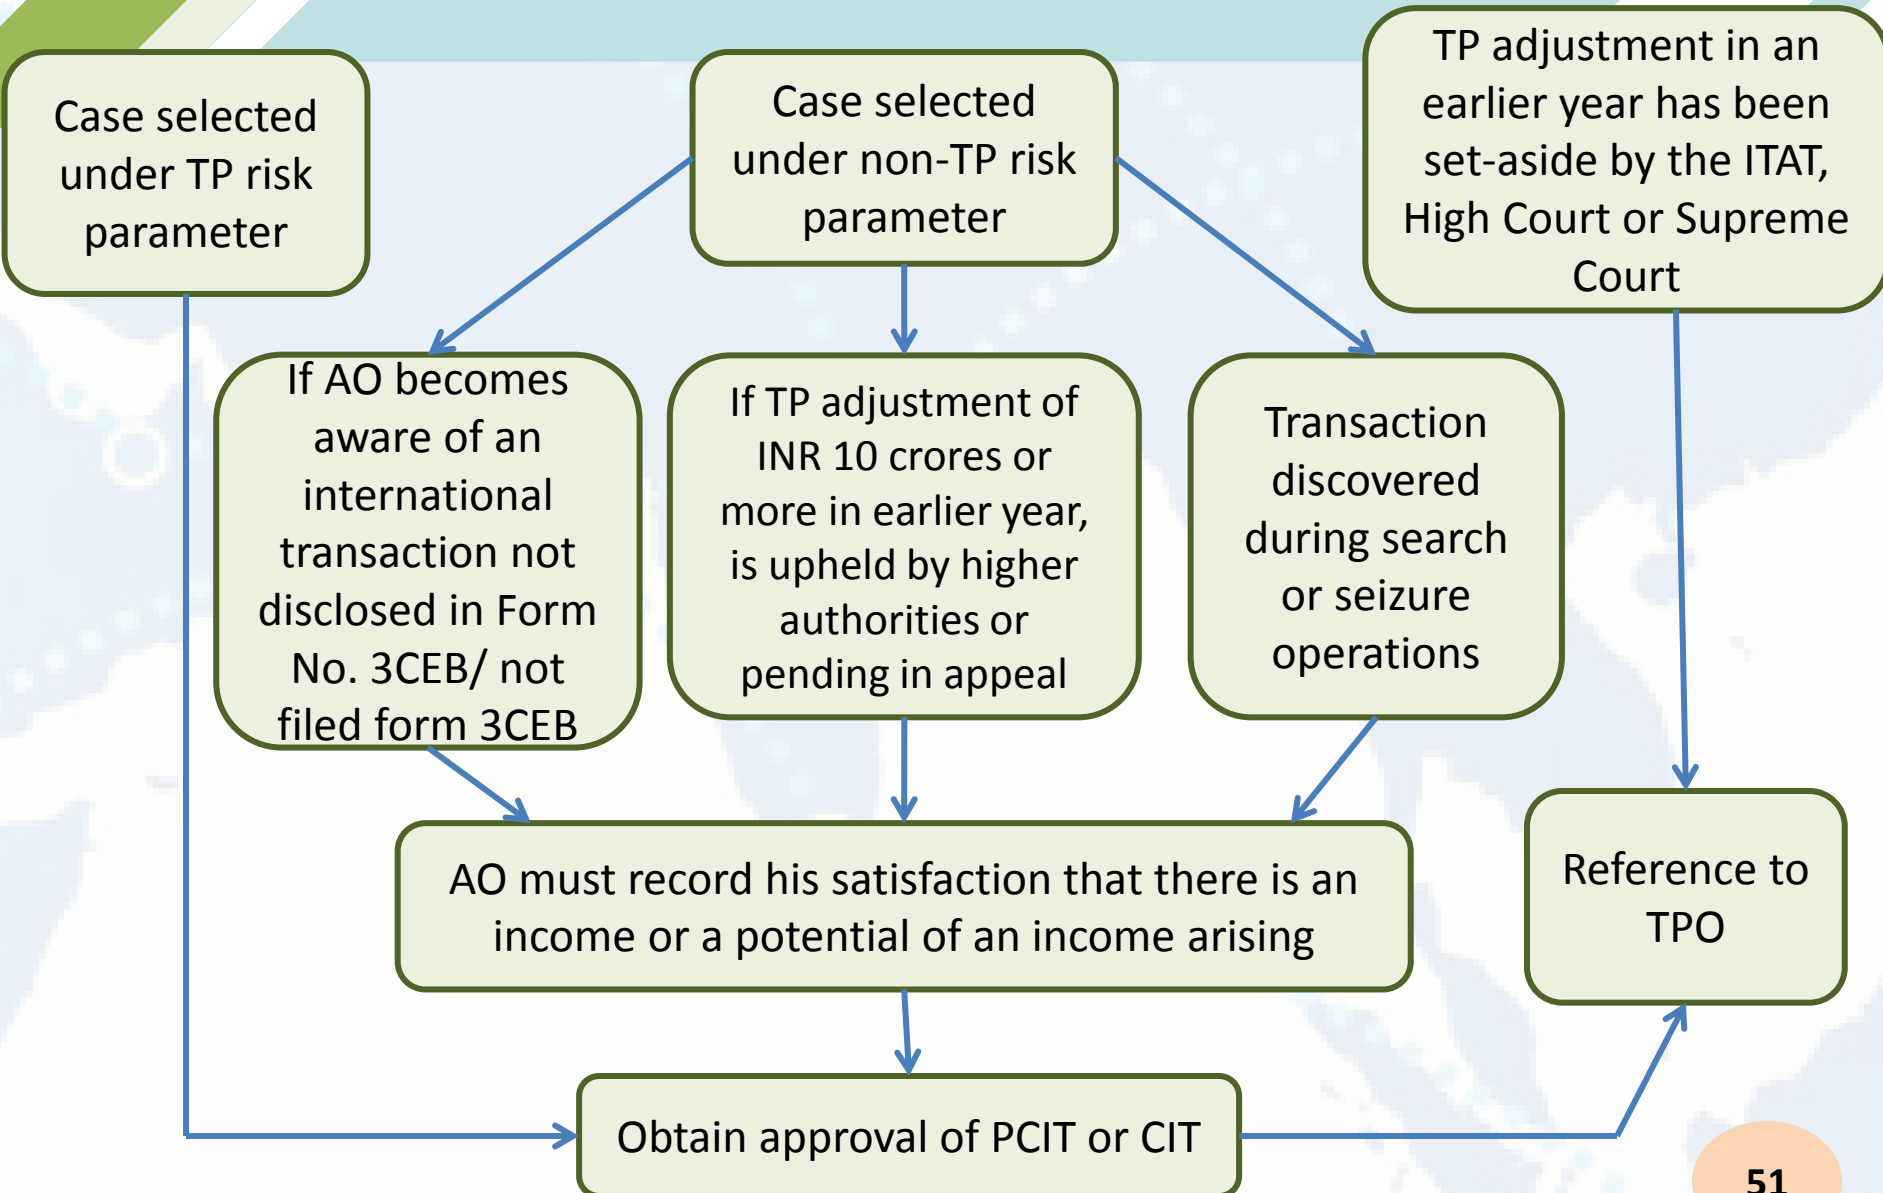 Case selected
under TP risk
parameter
Case selected
under non-TP risk
parameter
TP adjustment in an
earlier year has been
set-aside by the ITAT,
High Court or Supreme
Court
If AO becomes
aware of an
international
transaction not
disclosed in Form
No. 3CEB/ not
filed form 3CEB
If TP adjustment of
INR 10 crores or
more in earlier year,
is upheld by higher
authorities or
pending in appeal
Transaction
discovered
during search
or seizure
operations
AO must record his satisfaction that there is an
income or a potential of an income arising
Reference to
TPO
Obtain approval of PCIT or CIT
51